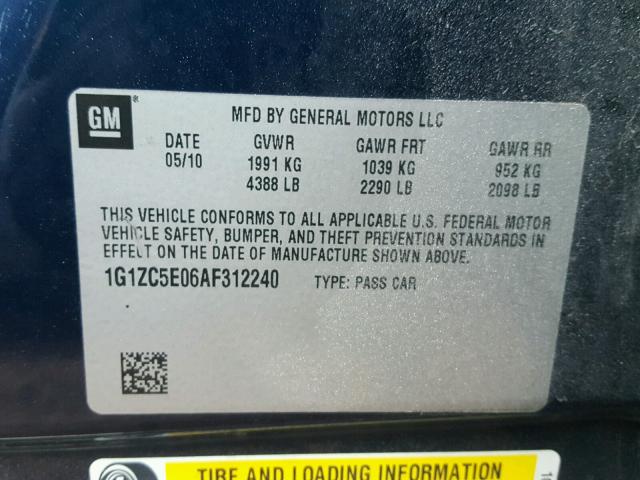 GM ®
MFD BY GENERAL MOTORS LLC
DATE GVWR GAWR FRT GAWR RR
05/10 1991 KG 1039 KG 952 KG
4388 LB 2290 LB 2098 LB
THIS VEHICLE CONFORMS TO ALL APPLICABLE U.S. FEDERAL MOTOR
VEHICLE SAFETY, BUMPER, AND THEFT PREVENTION STANDARDS IN
EFFECT ON THE DATE OF MANUFACTURE SHOWN ABOVE.
1G1ZC5E06AF312240 TYPE: PASS CAR
TIRE AND LOADING INFORMATION